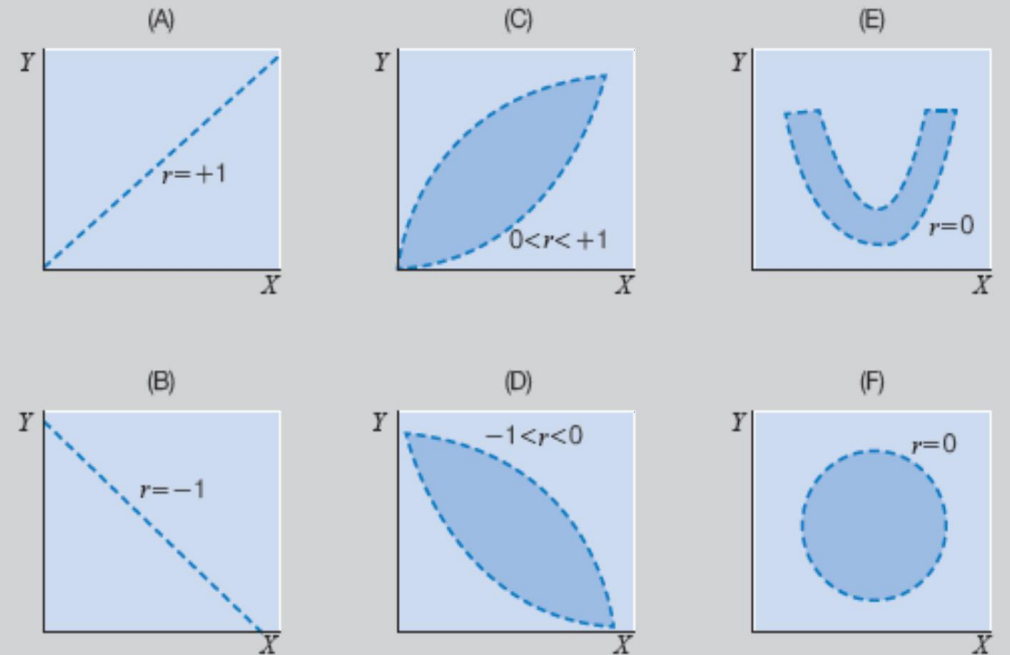 (A)
Y
r=+1
X
(C)
Y
0<r<+1
X
(E)
Y
r=0
X
(B)
Y
r=−1
X
(D)
Y
−1<r<0
X
(F)
Y
r=0
X